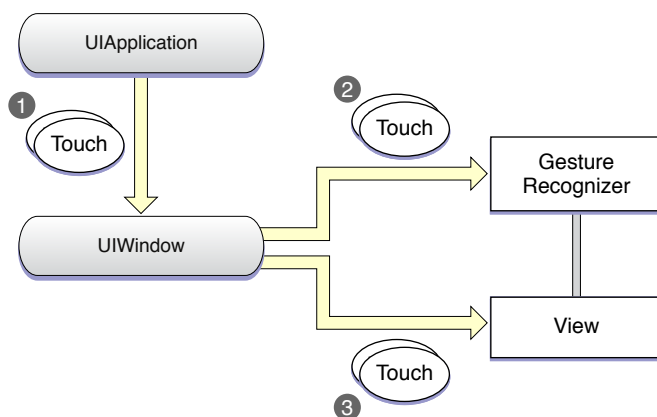 UIApplication
1
Touch
2
Touch
Gesture
Recognizer
UIWindow
View
Touch
3